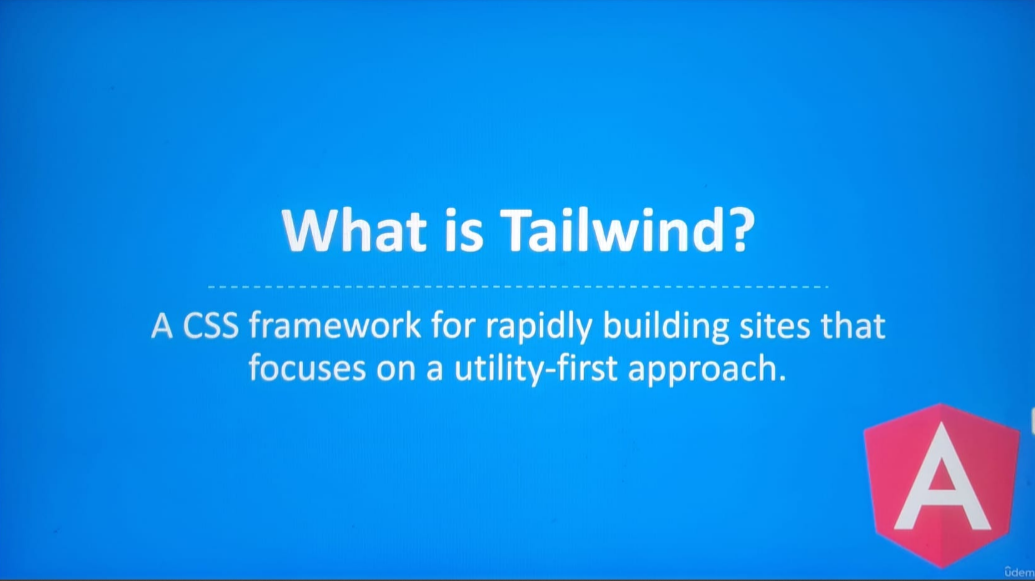 What is Tailwind?
A CSS framework for rapidly building sites that
focuses on a utility-first approach.
A